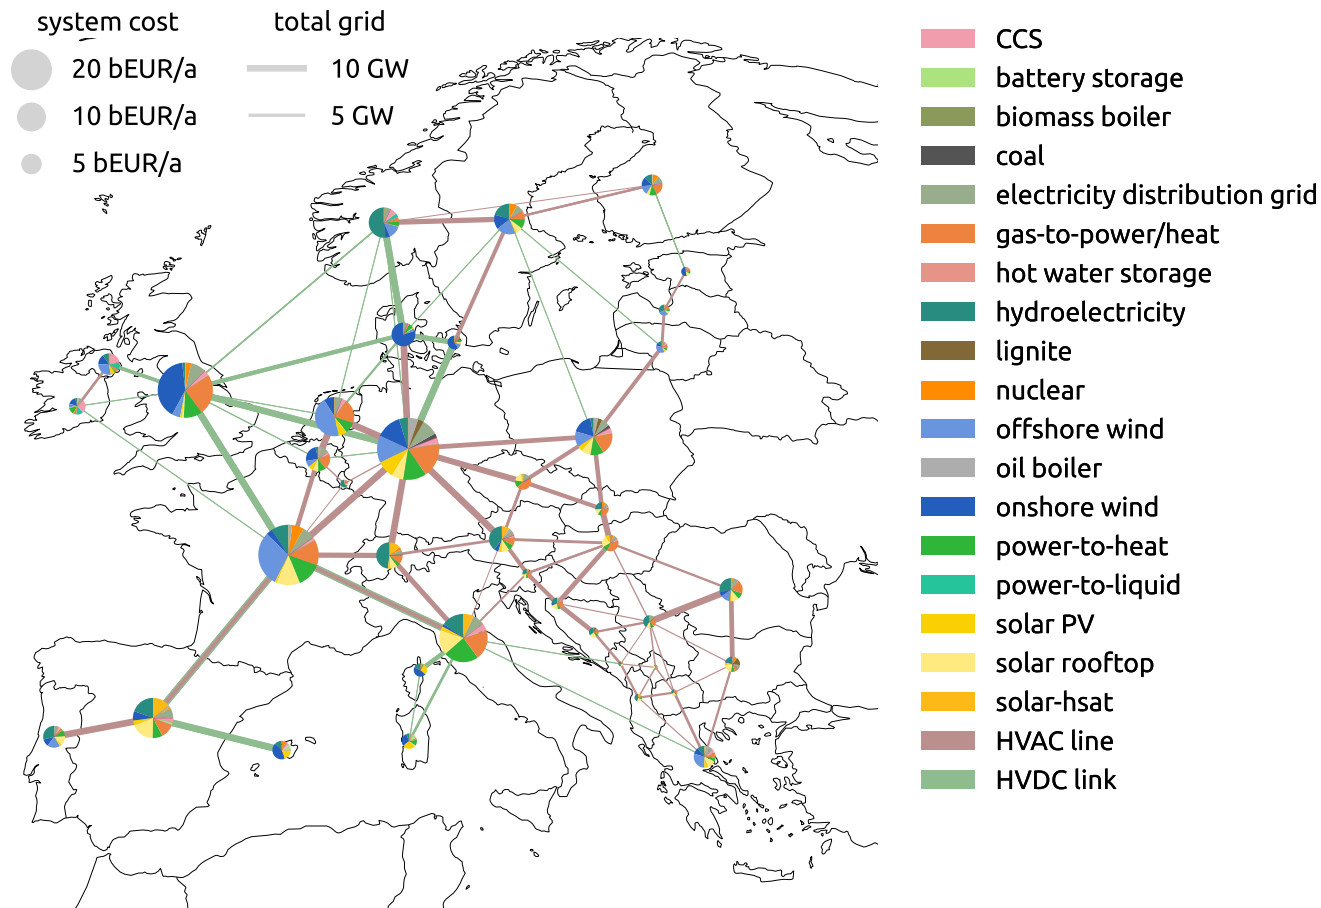 system cost
total grid
20 bEUR/a
10 GW
10 bEUR/a
5 GW
5 bEUR/a
CCS
battery storage
biomass boiler
coal
electricity distribution grid
gas-to-power/heat
hot water storage
hydroelectricity
lignite
nuclear
offshore wind
oil boiler
onshore wind
power-to-heat
power-to-liquid
solar PV
solar rooftop
solar-hsat
HVAC line
HVDC link